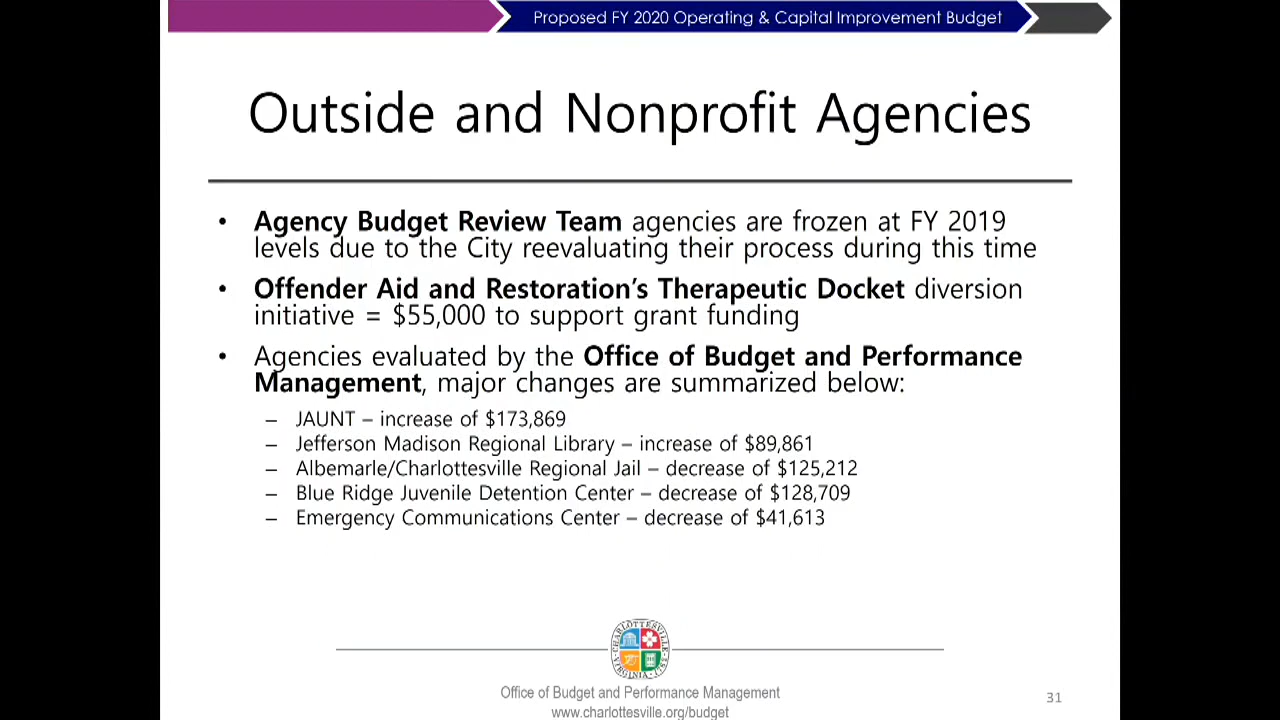 Proposed FY 2020 Operating & Capital Improvement Budget
Outside and Nonprofit Agencies
• Agency Budget Review Team agencies are frozen at FY 2019
levels due to the City reevaluating their process during this time
• Offender Aid and Restoration’s Therapeutic Docket diversion
initiative = $55,000 to support grant funding
• Agencies evaluated by the Office of Budget and Performance
Management, major changes are summarized below:
– JAUNT – increase of $173,869
– Jefferson Madison Regional Library – increase of $89,861
– Albemarle/Charlottesville Regional Jail – decrease of $125,212
– Blue Ridge Juvenile Detention Center – decrease of $128,709
– Emergency Communications Center – decrease of $41,613
CHARLOTTESVILLE
VIRGINIA
Office of Budget and Performance Management
www.charlottesville.org/budget
31